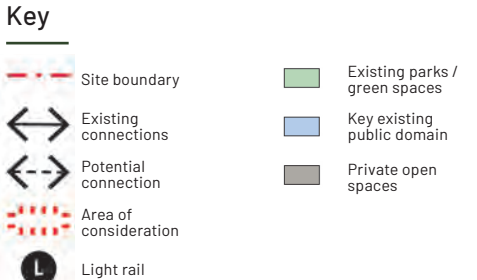 Key
Site boundary
Existing
connections
Potential
connection
Area of
consideration
L
Light rail
Existing parks /
green spaces
Key existing
public domain
Private open
spaces